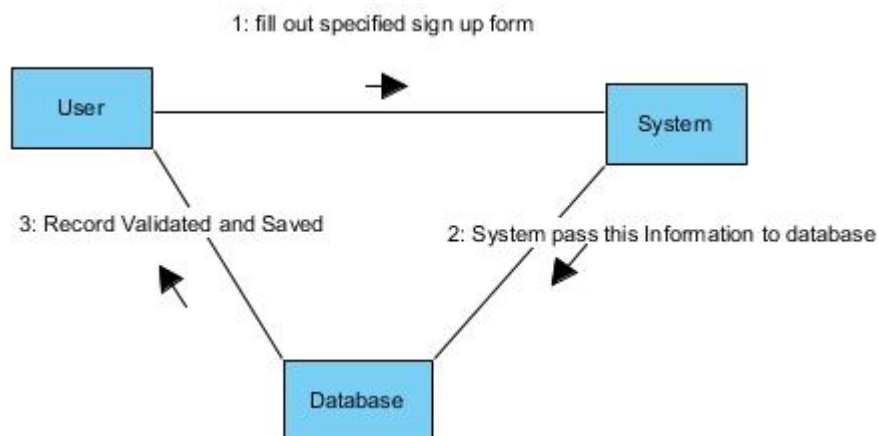 1: fill out specified sign up form
User
System
3: Record Validated and Saved
2: System pass this Information to database
Database